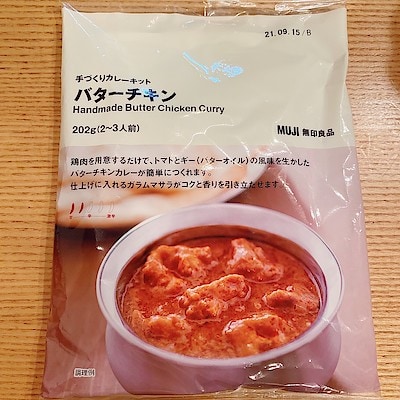 21.09.15/B
手づくりカレーキット
バターチキン
Handmade Butter Chicken Curry
202g(2~3人前)
MUJI 無印良品
鶏肉を用意するだけで、トマトとギー(バターオイル)の風味を生かした
バターチキンカレーが簡単につくれます。
仕上げに入れるガラムマサラがコクと香りを引き立たせます。
辛 激辛
調理例